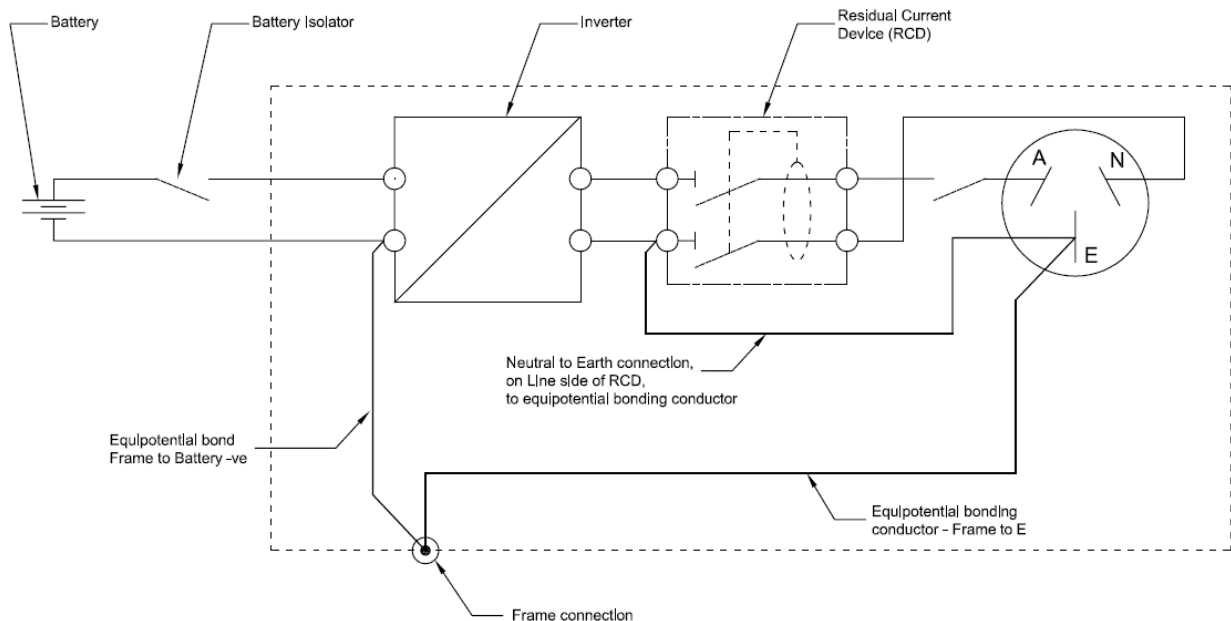 Battery
Battery Isolator
Inverter
Residual Current
Device (RCD)
A
N
E
Neutral to Earth connection,
on Line side of RCD,
to equipotential bonding conductor
Equipotential bond
Frame to Battery -ve
Equipotential bonding
conductor - Frame to E
Frame connection